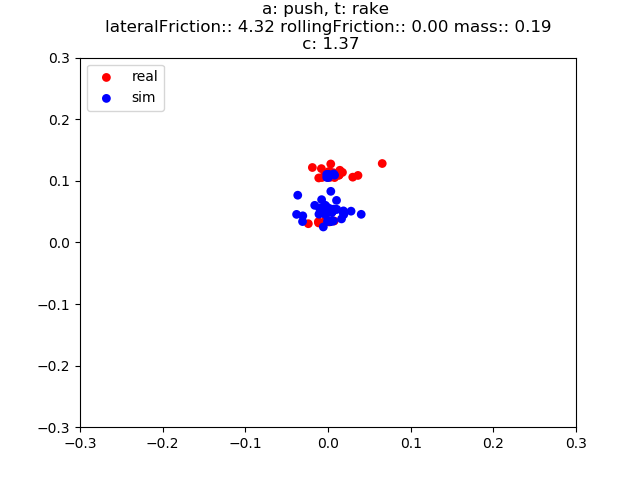 a: push, t: rake
lateralFriction:: 4.32 rollingFriction:: 0.00 mass:: 0.19
c: 1.37
real
sim
0.3
0.2
0.1
0.0
−0.1
−0.2
−0.3
−0.3 −0.2 −0.1 0.0 0.1 0.2 0.3